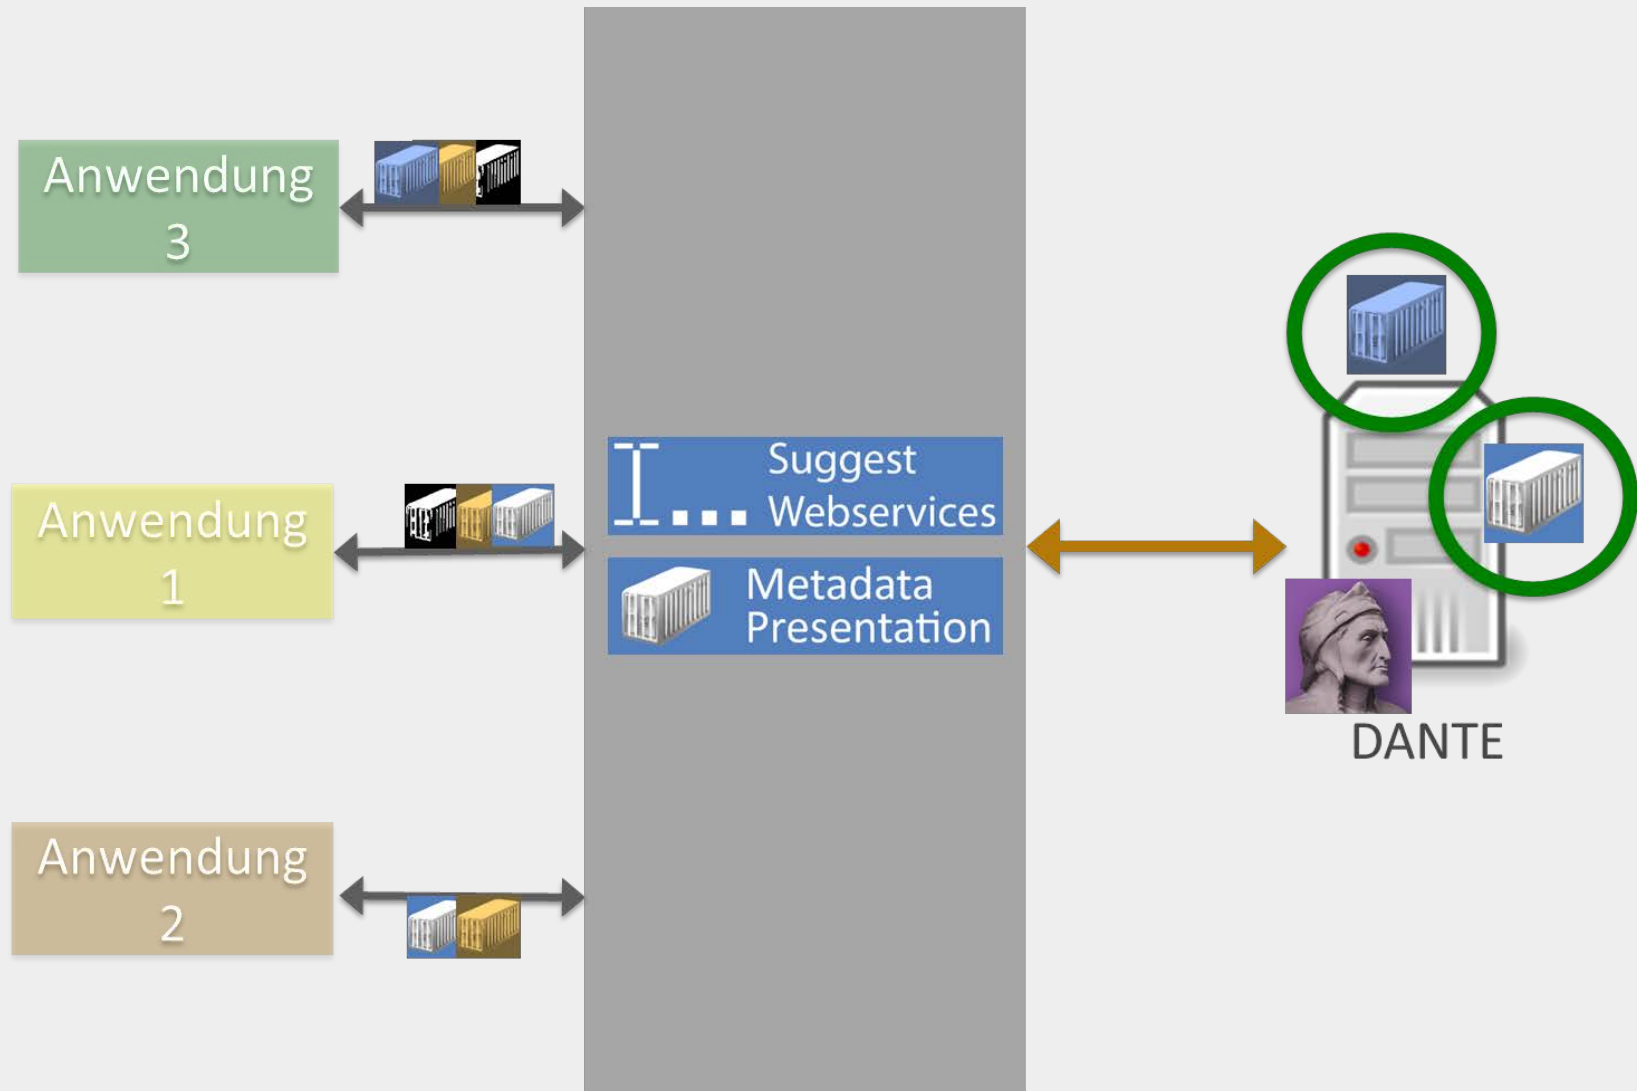 Anwendung
3
Anwendung
1
Anwendung
2
Suggest
Webservices
Metadata
Presentation
DANTE